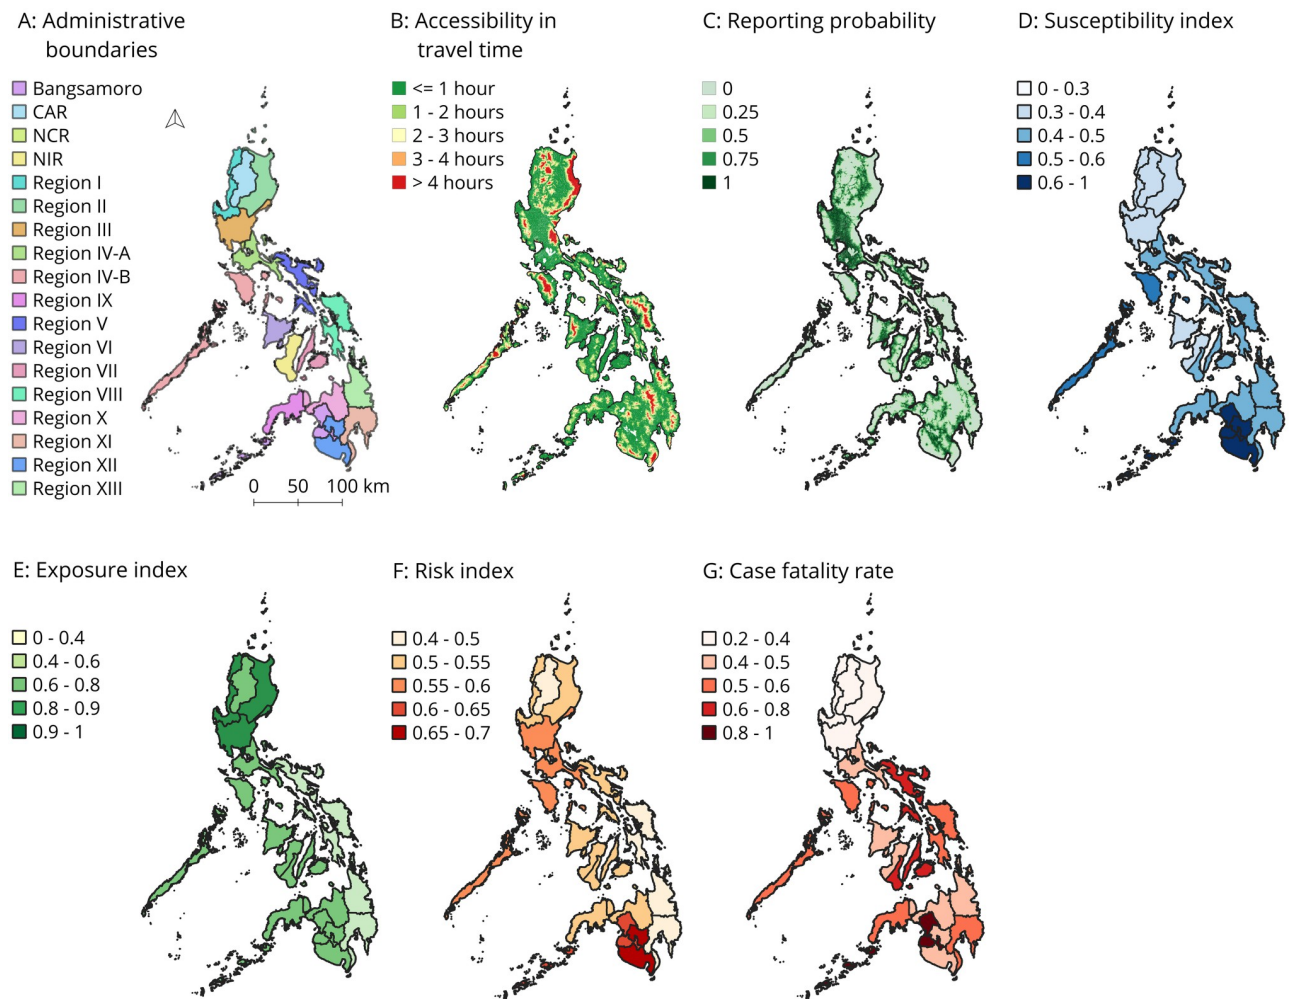 A: Administrative
boundaries
Bangsamoro
CAR
NCR
NIR
Region I
Region II
Region III
Region IV-A
Region IV-B
Region IX
Region V
Region VI
Region VII
Region VIII
Region X
Region XI
Region XII
Region XIII
0 50 100 km
B: Accessibility in
travel time
<= 1 hour
1 - 2 hours
2 - 3 hours
3 - 4 hours
> 4 hours
C: Reporting probability
0
0.25
0.5
0.75
1
D: Susceptibility index
0 - 0.3
0.3 - 0.4
0.4 - 0.5
0.5 - 0.6
0.6 - 1
E: Exposure index
0 - 0.4
0.4 - 0.6
0.6 - 0.8
0.8 - 0.9
0.9 - 1
F: Risk index
0.4 - 0.5
0.5 - 0.55
0.55 - 0.6
0.6 - 0.65
0.65 - 0.7
G: Case fatality rate
0.2 - 0.4
0.4 - 0.5
0.5 - 0.6
0.6 - 0.8
0.8 - 1